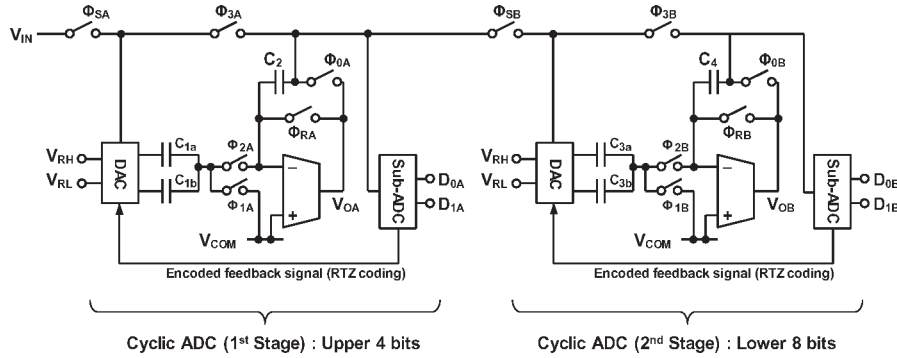 ΦSA
Φ3A
ΦSB
Φ3B
VIN
C2
Φ0A
C4
Φ0B
ΦRA
ΦRB
VRH
VRL
DAC
C1a
C1b
Φ2A
Φ1A
−
+
VOA
VCOM
Sub-ADC
D0A
D1A
VRH
VRL
DAC
C3a
C3b
Φ2B
Φ1B
−
+
VOB
VCOM
Sub-ADC
D0B
D1B
Encoded feedback signal (RTZ coding)
Encoded feedback signal (RTZ coding)
Cyclic ADC (1st Stage) : Upper 4 bits
Cyclic ADC (2nd Stage) : Lower 8 bits